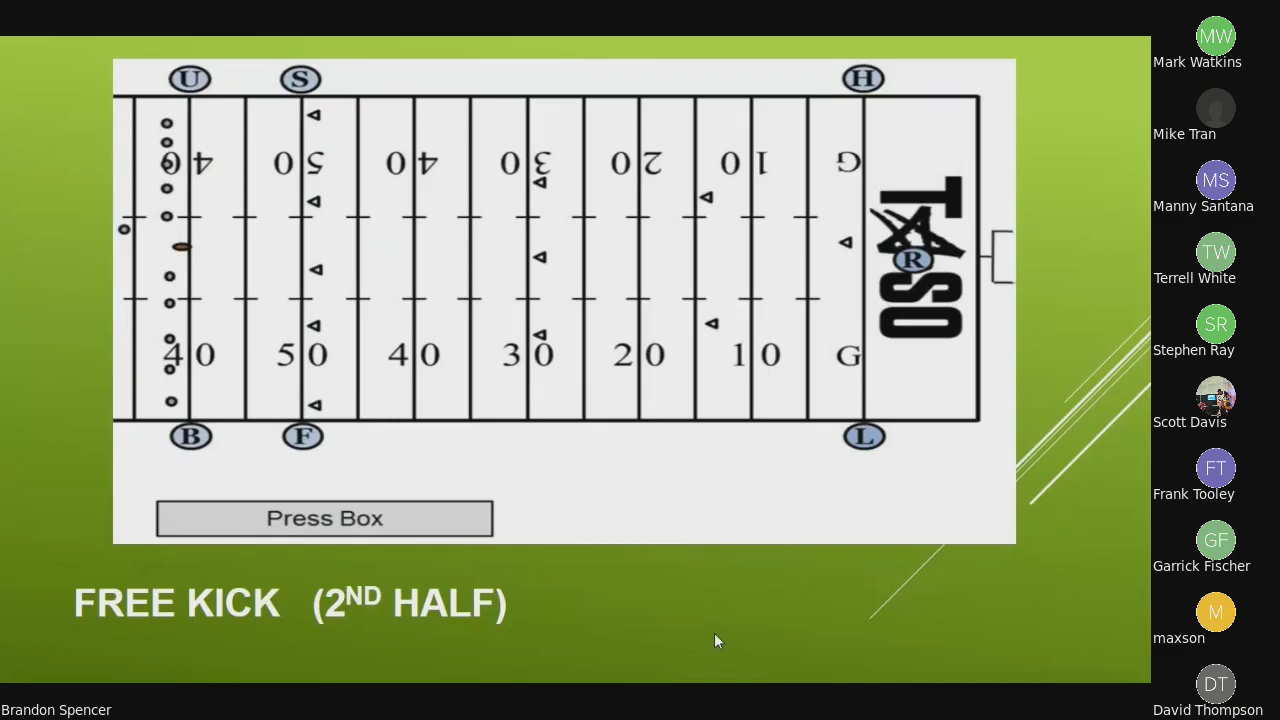 U S H
4 0 5 0 4 0 3 0 2 0 1 0 G
TASO
R
4 0 5 0 4 0 3 0 2 0 1 0 G
B F L
Press Box
FREE KICK (2ND HALF)
MW
Mark Watkins
Mike Tran
MS
Manny Santana
TW
Terrell White
SR
Stephen Ray
Scott Davis
FT
Frank Tooley
GF
Garrick Fischer
M
maxson
DT
David Thompson
Brandon Spencer